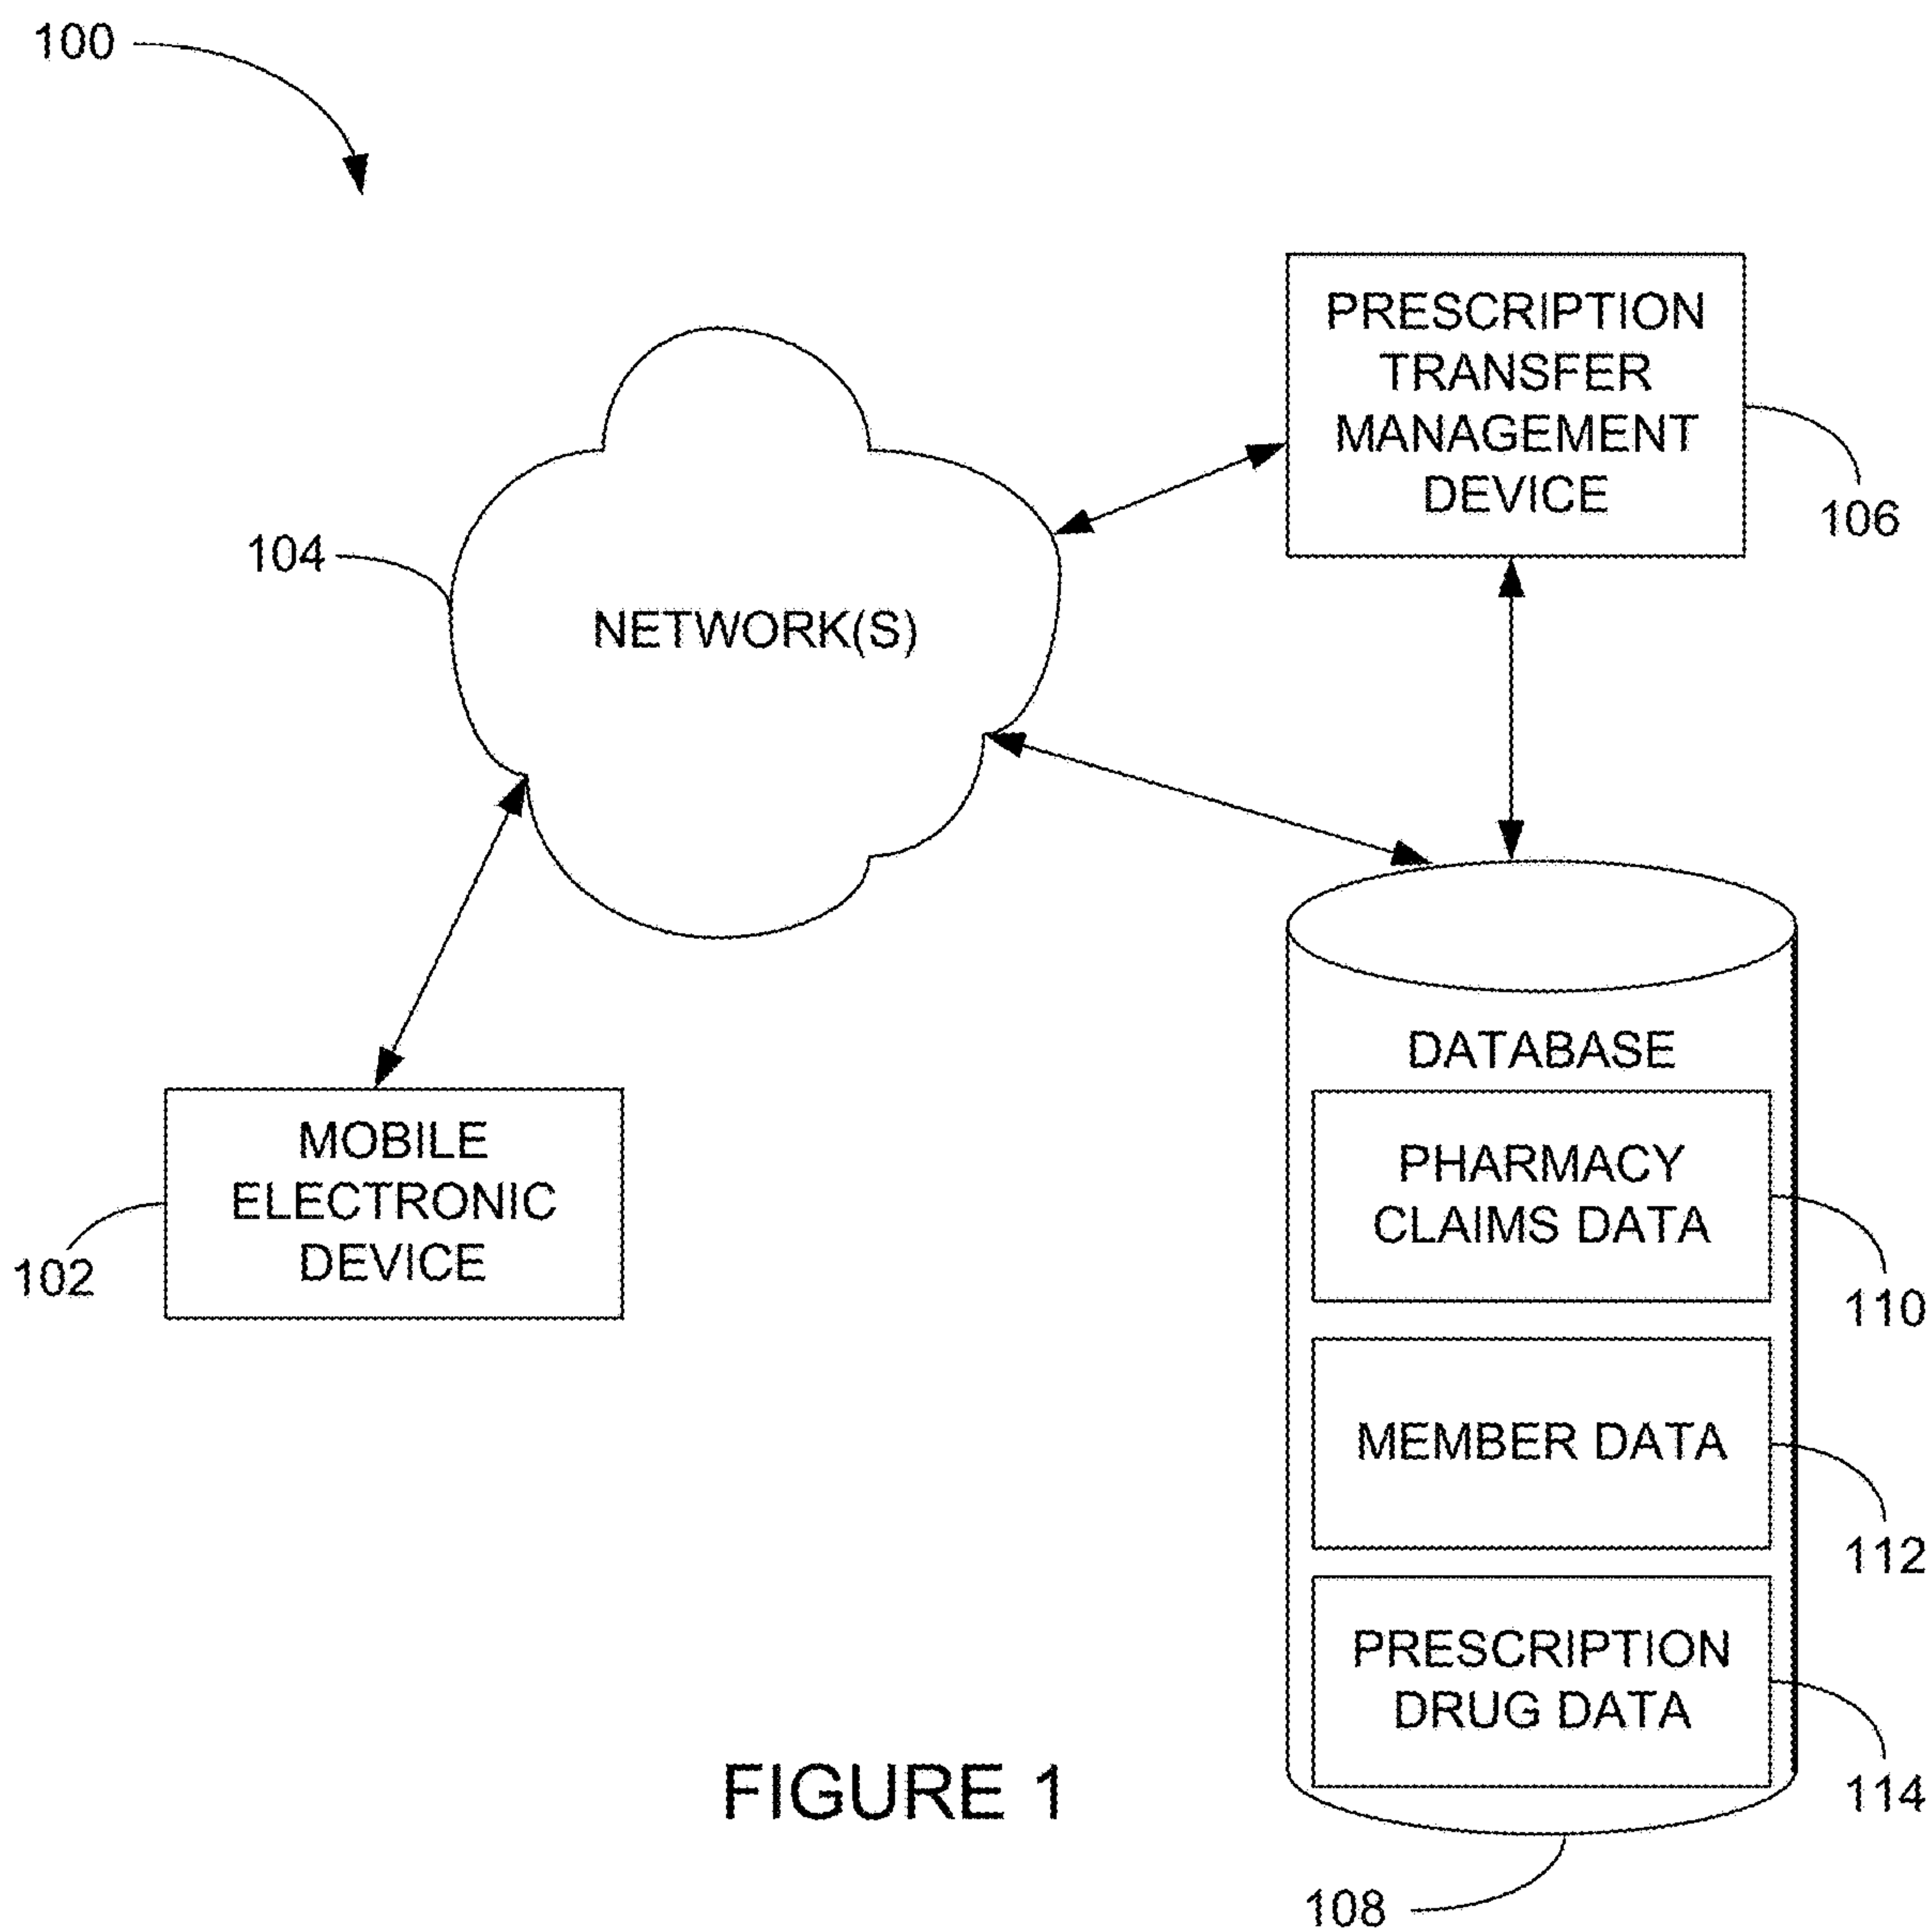 100
PRESCRIPTION
TRANSFER
MANAGEMENT
DEVICE
106
104
NETWORK(S)
MOBILE
ELECTRONIC
DEVICE
102
DATABASE
PHARMACY
CLAIMS DATA
110
MEMBER DATA
112
PRESCRIPTION
DRUG DATA
114
108
FIGURE 1